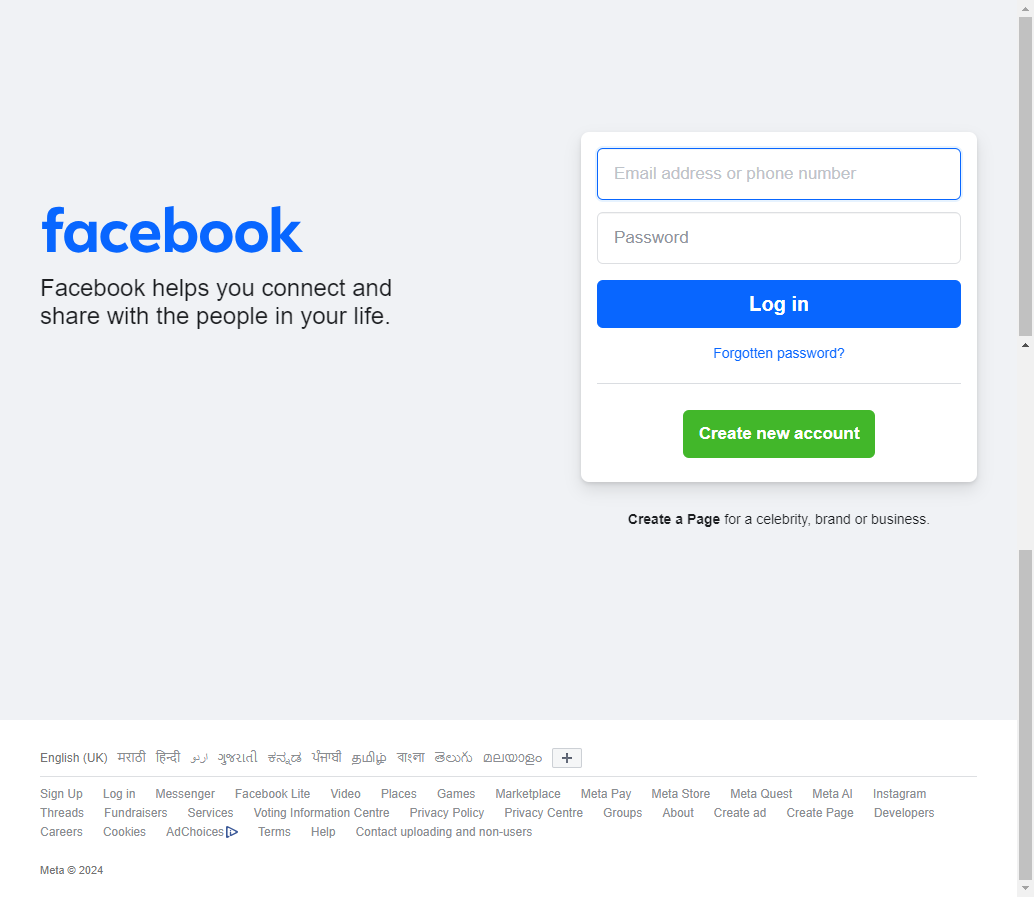 facebook
Facebook helps you connect and
share with the people in your life.
Email address or phone number
Password
Log in
Forgotten password?
Create new account
Create a Page for a celebrity, brand or business.
English (UK) मराठी हिन्दी اردو ગુજરાતી ಕನ್ನಡ ਪੰਜਾਬੀ தமிழ் বাংলা తెలుగు മലയാളം +
Sign Up Log in Messenger Facebook Lite Video Places Games Marketplace Meta Pay Meta Store Meta Quest Meta AI Instagram
Threads Fundraisers Services Voting Information Centre Privacy Policy Privacy Centre Groups About Create ad Create Page Developers
Careers Cookies AdChoices Terms Help Contact uploading and non-users
Meta © 2024